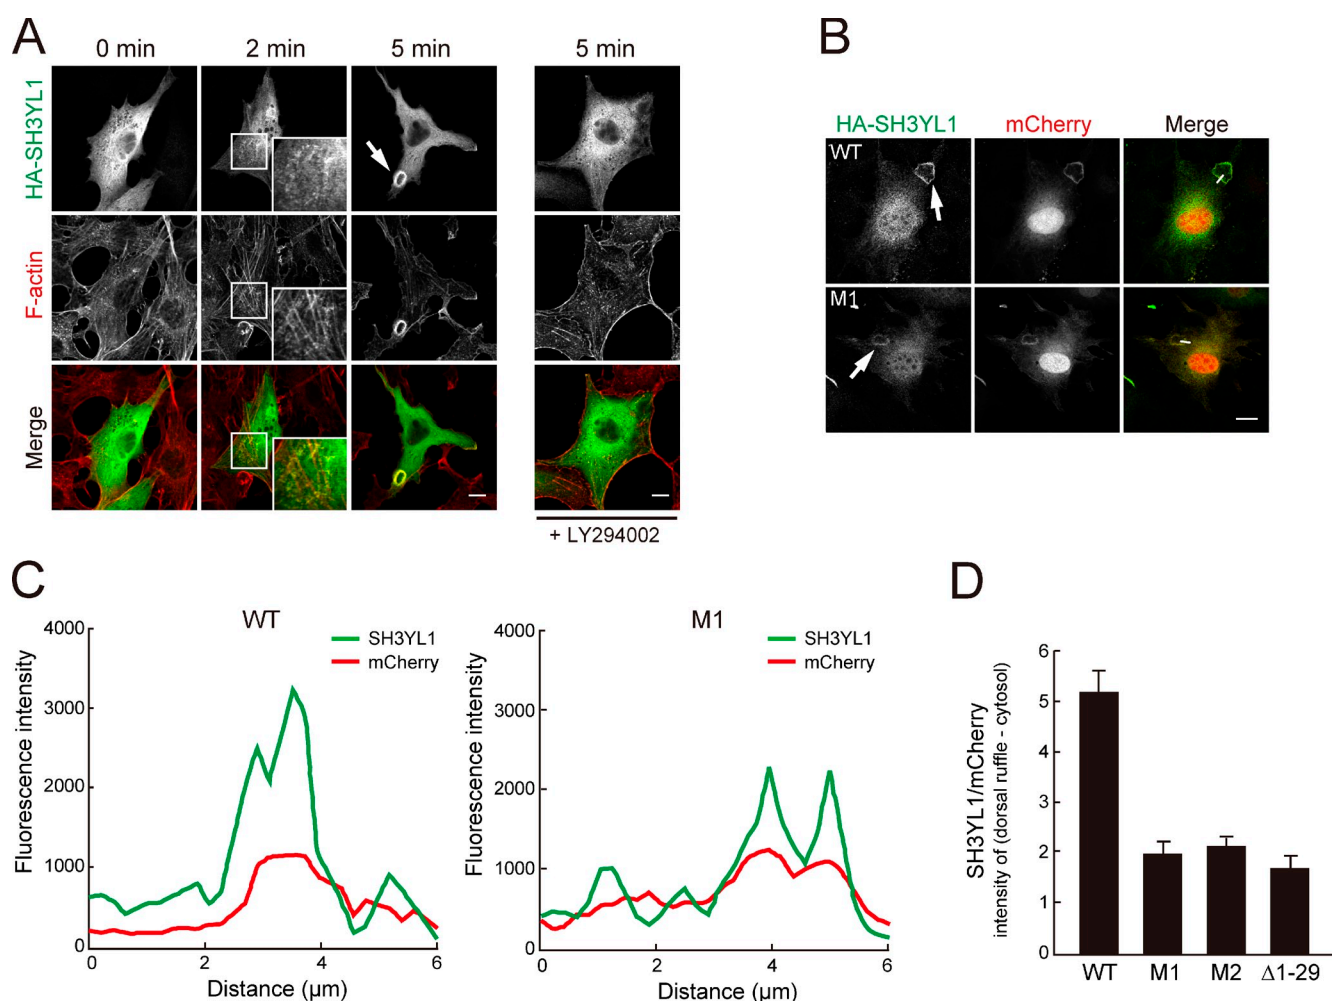 A
0 min 2 min 5 min 5 min
HA-SH3YL1
F-actin
Merge
+ LY294002
B
HA-SH3YL1 mCherry Merge
WT
M1
C
WT
Fluorescence intensity
4000
3000
2000
1000
0
SH3YL1
mCherry
0 2 4 6
Distance (μm)
M1
Fluorescence intensity
4000
3000
2000
1000
0
SH3YL1
mCherry
0 2 4 6
Distance (μm)
D
SH3YL1/mCherry
intensity of (dorsal ruffle - cytosol)
6
5
4
3
2
1
0
WT M1 M2 Δ1-29